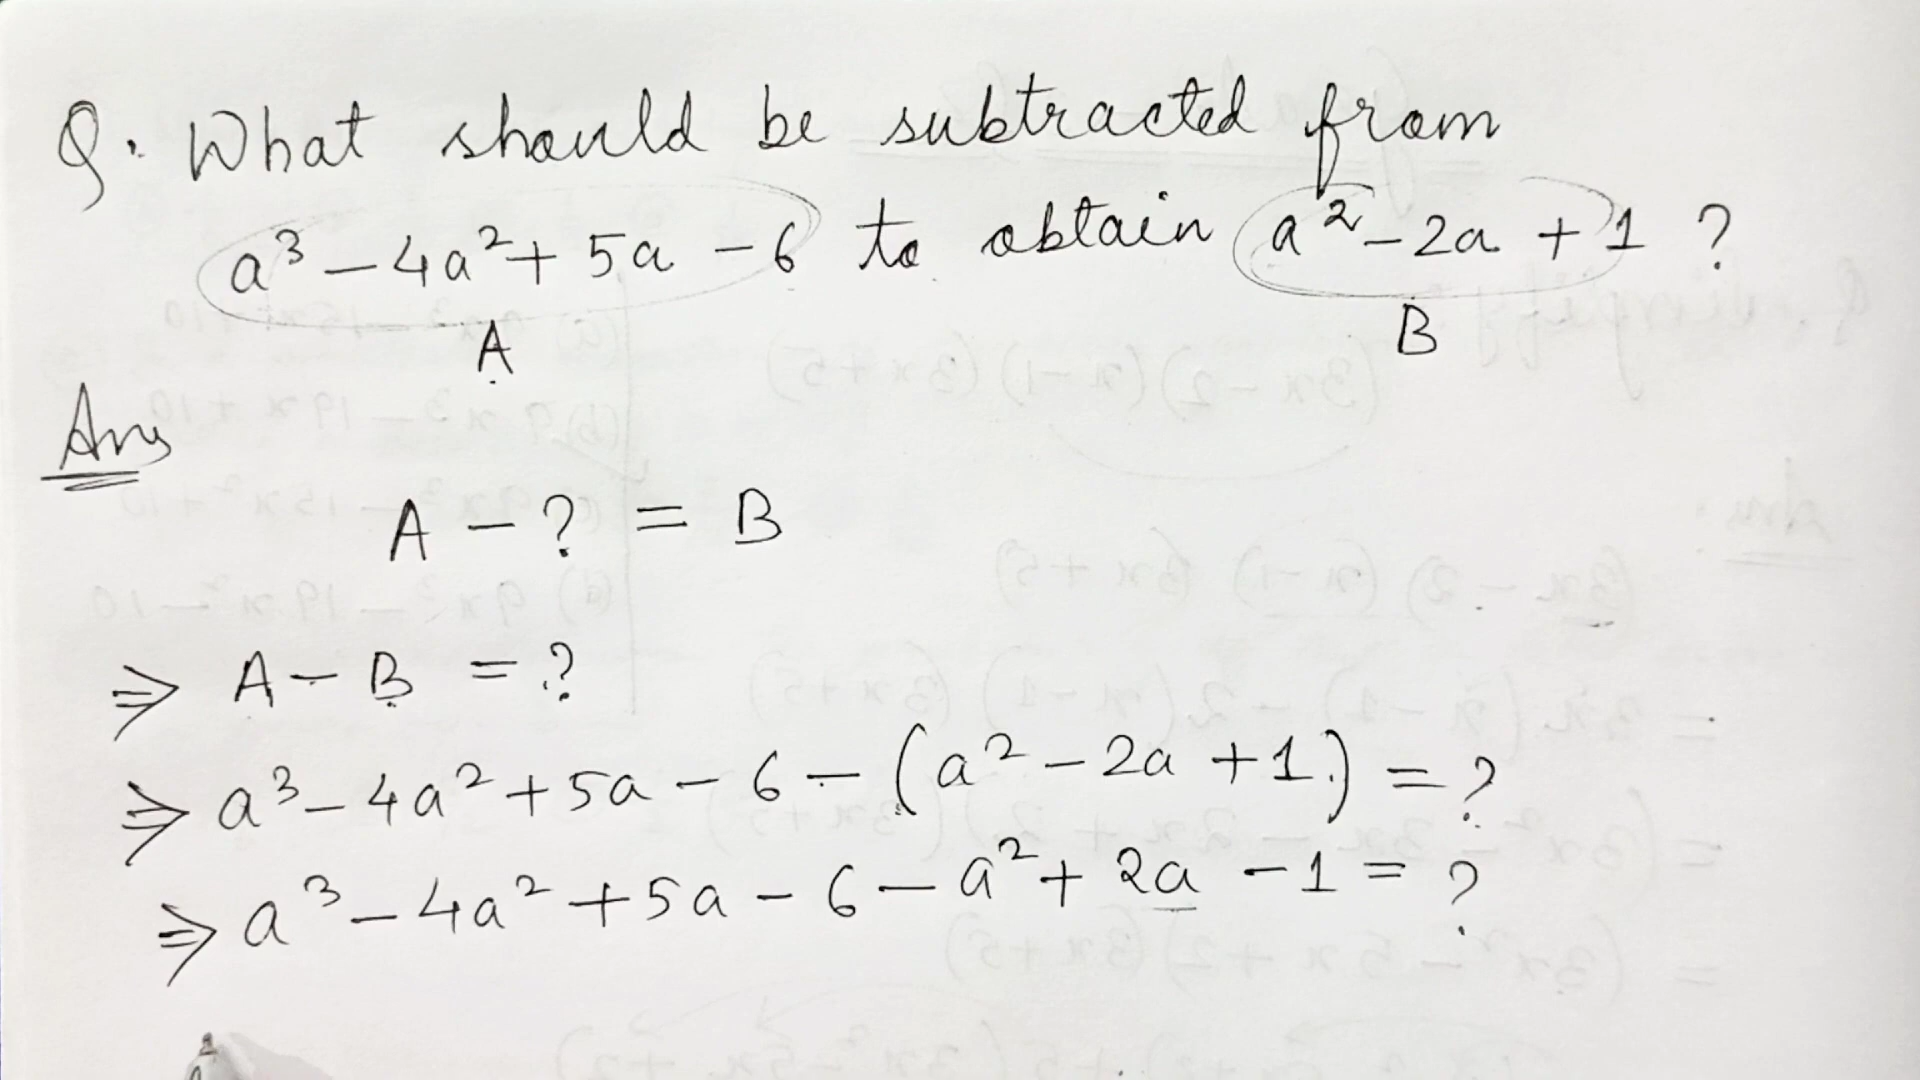 Q. What should be subtracted from
a³ - 4a² + 5a - 6 to obtain a² - 2a + 1 ?
A B
Ans
A - ? = B
⇒ A - B = ?
⇒ a³ - 4a² + 5a - 6 - (a² - 2a + 1) = ?
⇒ a³ - 4a² + 5a - 6 - a² + 2a - 1 = ?